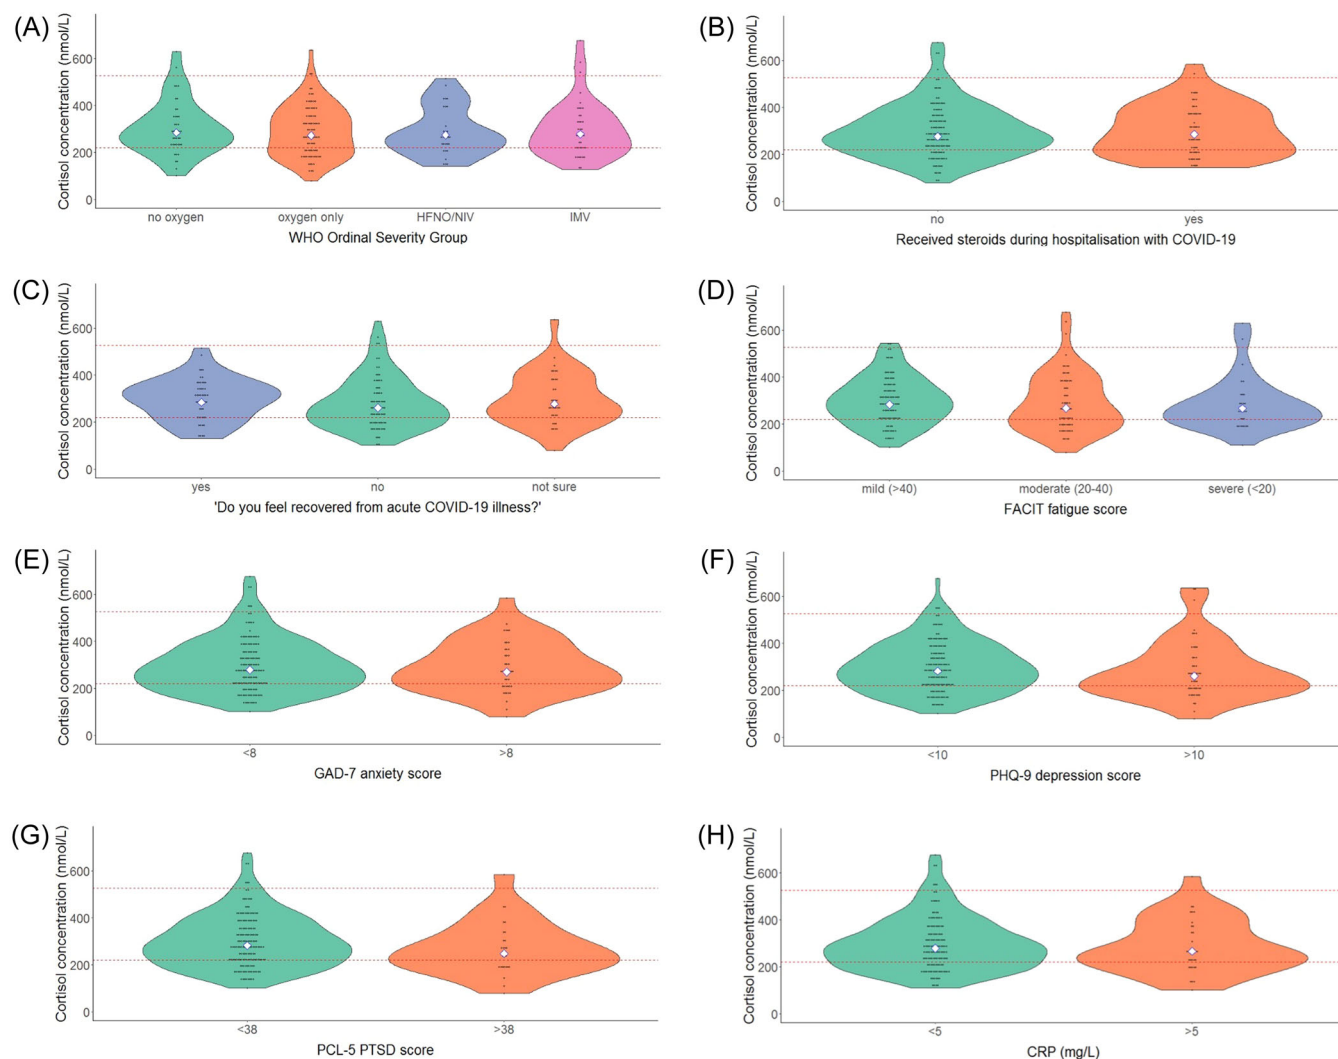 (A)
Cortisol concentration (nmol/L)
600
400
200
0
no oxygen oxygen only HFNO/NIV IMV
WHO Ordinal Severity Group
(B)
Cortisol concentration (nmol/L)
600
400
200
0
no yes
Received steroids during hospitalisation with COVID-19
(C)
Cortisol concentration (nmol/L)
600
400
200
0
yes no not sure
'Do you feel recovered from acute COVID-19 illness?'
(D)
Cortisol concentration (nmol/L)
600
400
200
0
mild (>40) moderate (20-40) severe (<20)
FACIT fatigue score
(E)
Cortisol concentration (nmol/L)
600
400
200
0
<8 >8
GAD-7 anxiety score
(F)
Cortisol concentration (nmol/L)
600
400
200
0
<10 >10
PHQ-9 depression score
(G)
Cortisol concentration (nmol/L)
600
400
200
0
<38 >38
PCL-5 PTSD score
(H)
Cortisol concentration (nmol/L)
600
400
200
0
<5 >5
CRP (mg/L)